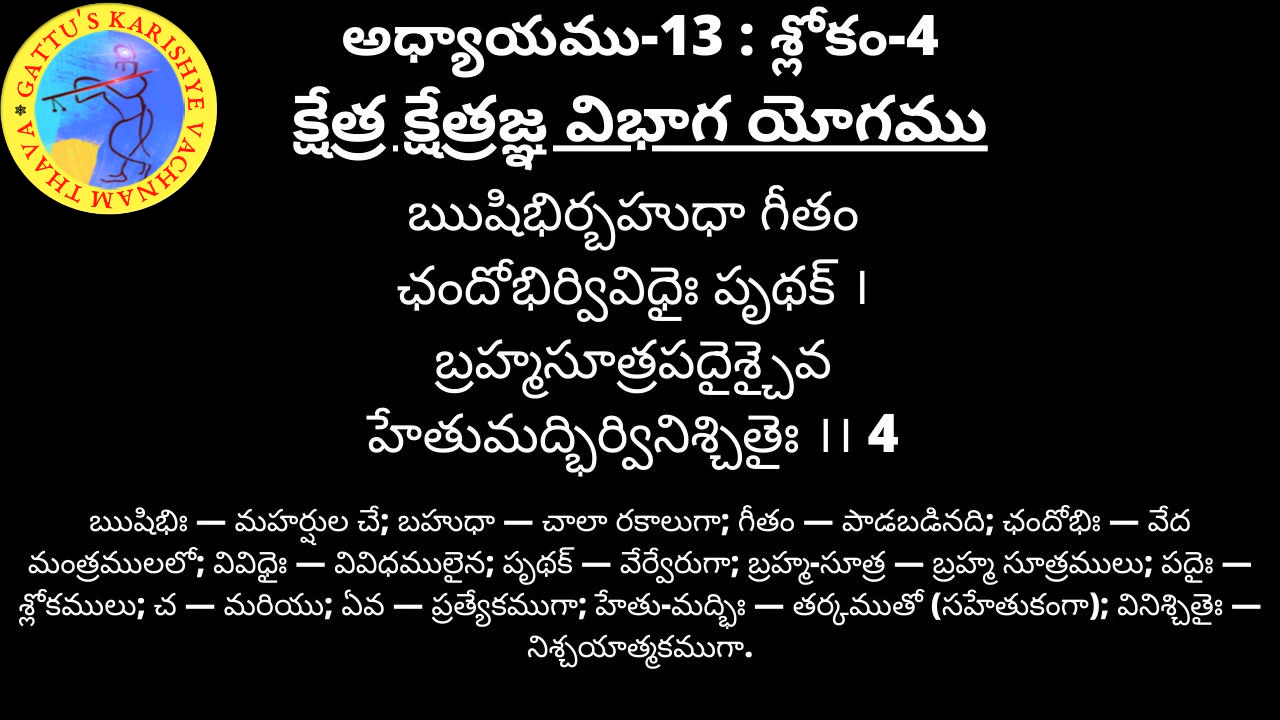 GATTU'S KARISHYE VACHNAM THAVA
అధ్యాయము-13 : శ్లోకం-4
క్షేత్ర క్షేత్రజ్ఞ విభాగ యోగము
ఋషిభిర్బహుధా గీతం
ఛందోభిర్వివిధైః పృథక్ ।
బ్రహ్మసూత్రపదైశ్చైవ
హేతుమద్భిర్వినిశ్చితైః ।। 4
ఋషిభిః — మహర్షుల చే; బహుధా — చాలా రకాలుగా; గీతం — పాడబడినది; ఛందోభిః — వేద
మంత్రములలో; వివిధైః — వివిధములైన; పృథక్ — వేర్వేరుగా; బ్రహ్మ-సూత్ర — బ్రహ్మ సూత్రములు; పదైః —
శ్లోకములు; చ — మరియు; ఏవ — ప్రత్యేకముగా; హేతు-మద్భిః — తర్కముతో (సహేతుకంగా); వినిశ్చితైః —
నిశ్చయాత్మకముగా.